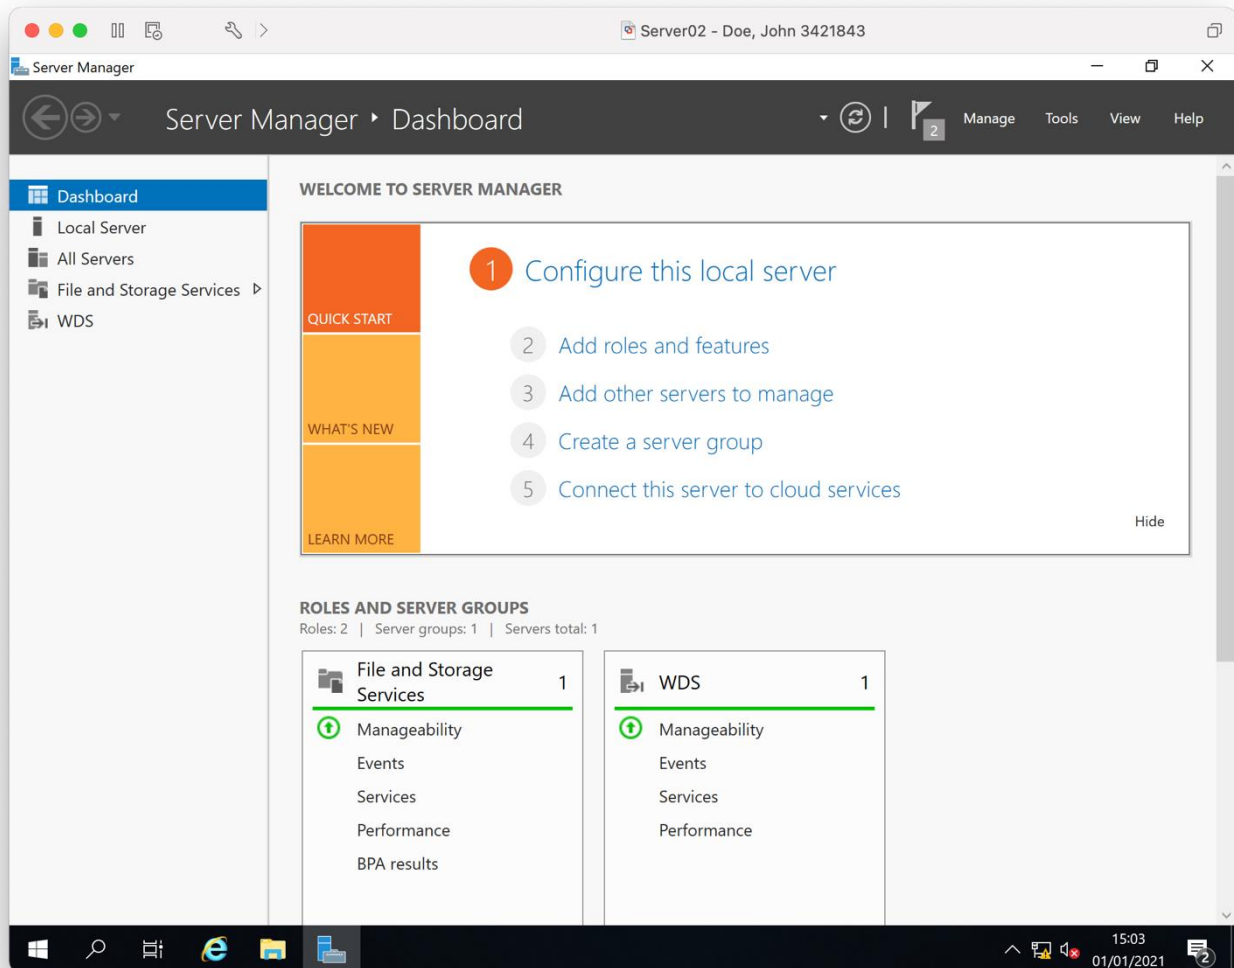 Server02 - Doe, John 3421843
Server Manager
Server Manager ‣ Dashboard
2
Manage
Tools
View
Help
Dashboard
Local Server
All Servers
File and Storage Services
WDS
WELCOME TO SERVER MANAGER
QUICK START
WHAT'S NEW
LEARN MORE
1 Configure this local server
2 Add roles and features
3 Add other servers to manage
4 Create a server group
5 Connect this server to cloud services
Hide
ROLES AND SERVER GROUPS
Roles: 2 | Server groups: 1 | Servers total: 1
File and Storage
Services
1
Manageability
Events
Services
Performance
BPA results
WDS 1
Manageability
Events
Services
Performance
15:03
01/01/2021
2